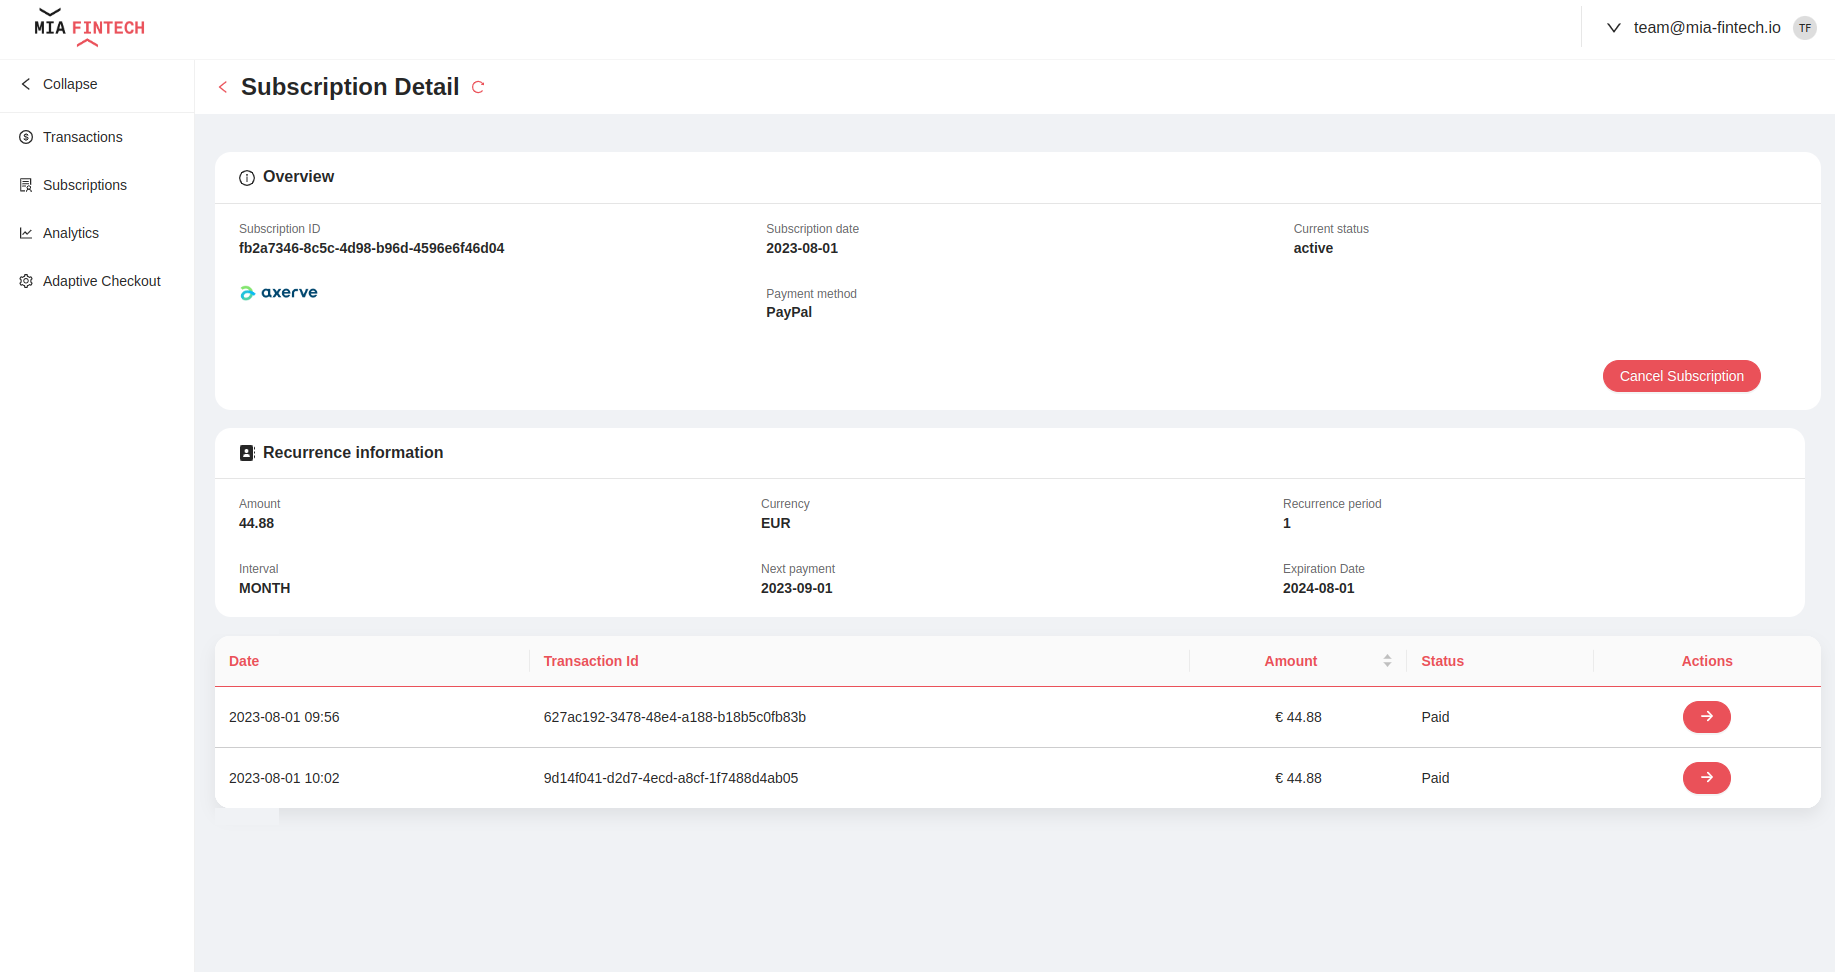 MIA FINTECH
team@mia-fintech.io TF
Collapse
Subscription Detail
Transactions
Subscriptions
Analytics
Adaptive Checkout
Overview
Subscription ID Subscription date Current status
fb2a7346-8c5c-4d98-b96d-4596e6f46d04 2023-08-01 active
axerve
Payment method
PayPal
Cancel Subscription
Recurrence information
Amount Currency Recurrence period
44.88 EUR 1
Interval Next payment Expiration Date
MONTH 2023-09-01 2024-08-01
Date Transaction Id Amount Status Actions
2023-08-01 09:56 627ac192-3478-48e4-a188-b18b5c0fb83b € 44.88 Paid
2023-08-01 10:02 9d14f041-d2d7-4ecd-a8cf-1f7488d4ab05 € 44.88 Paid